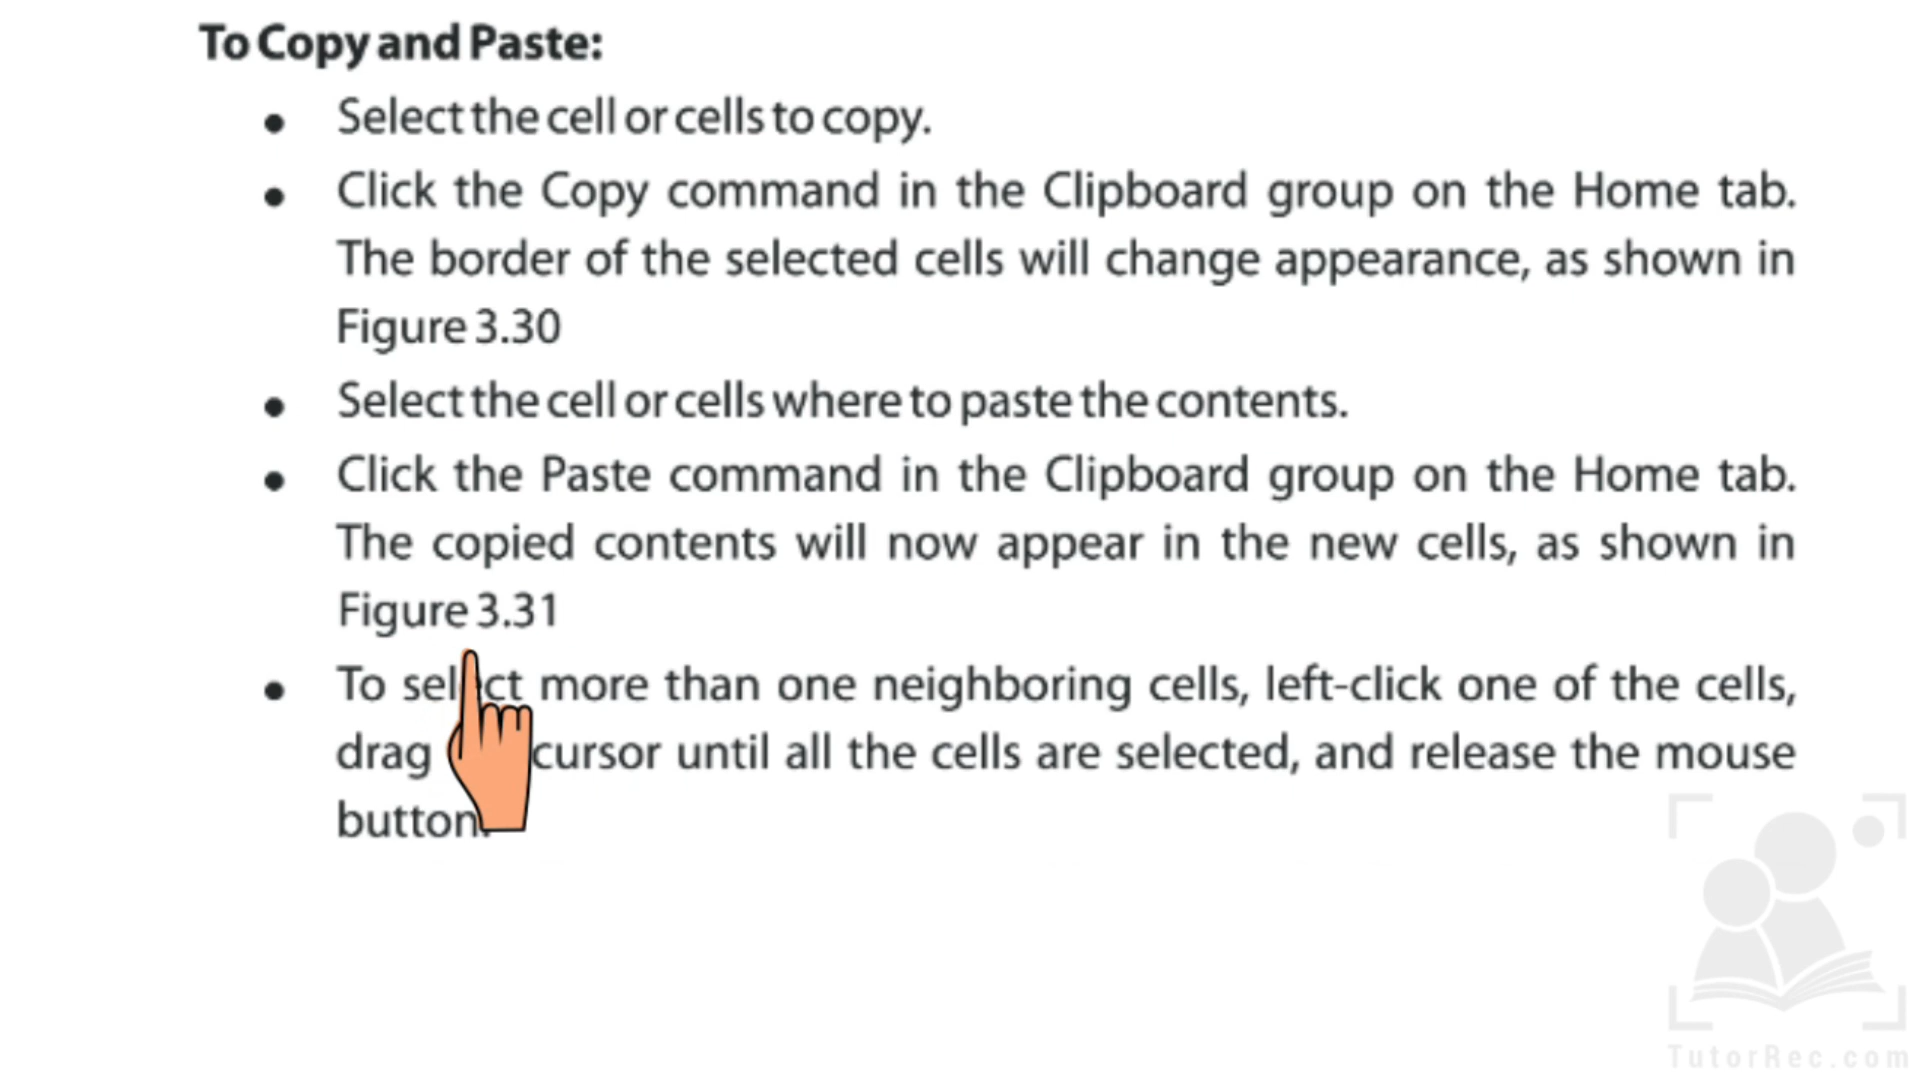 To Copy and Paste:
• Select the cell or cells to copy.
• Click the Copy command in the Clipboard group on the Home tab.
The border of the selected cells will change appearance, as shown in
Figure 3.30
• Select the cell or cells where to paste the contents.
• Click the Paste command in the Clipboard group on the Home tab.
The copied contents will now appear in the new cells, as shown in
Figure 3.31
• To select more than one neighboring cells, left-click one of the cells,
drag cursor until all the cells are selected, and release the mouse
button.
TutorRec.com